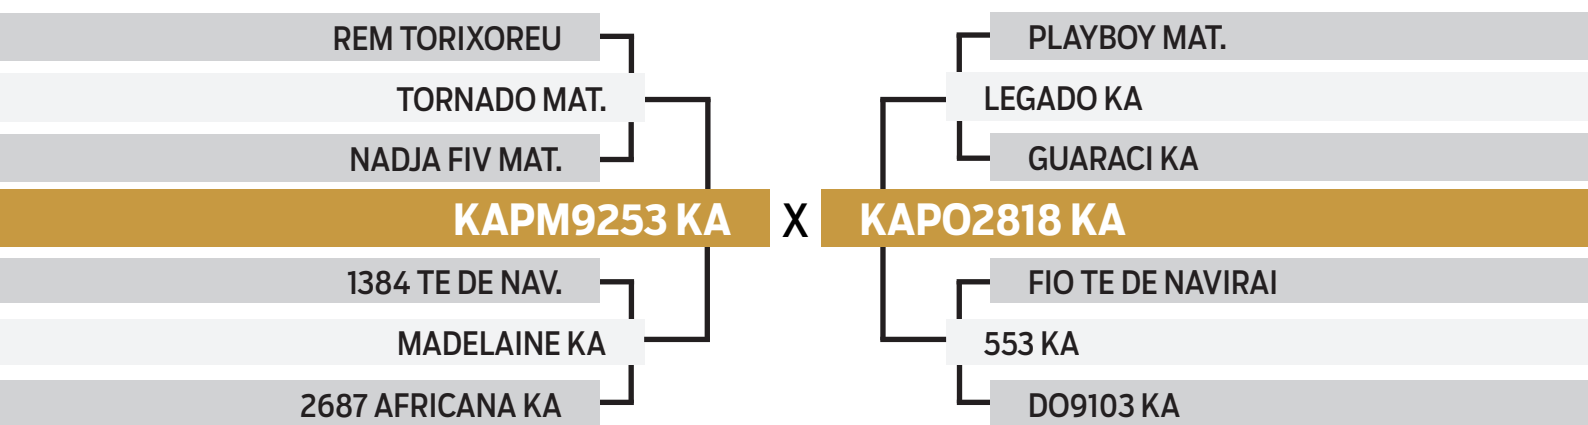 REM TORIXOREU
PLAYBOY MAT.
TORNADO MAT.
LEGADO KA
NADJA FIV MAT.
GUARACI KA
KAPM9253 KA X KAPO2818 KA
1384 TE DE NAV.
FIO TE DE NAVIRAI
MADELAINE KA
553 KA
2687 AFRICANA KA
DO9103 KA